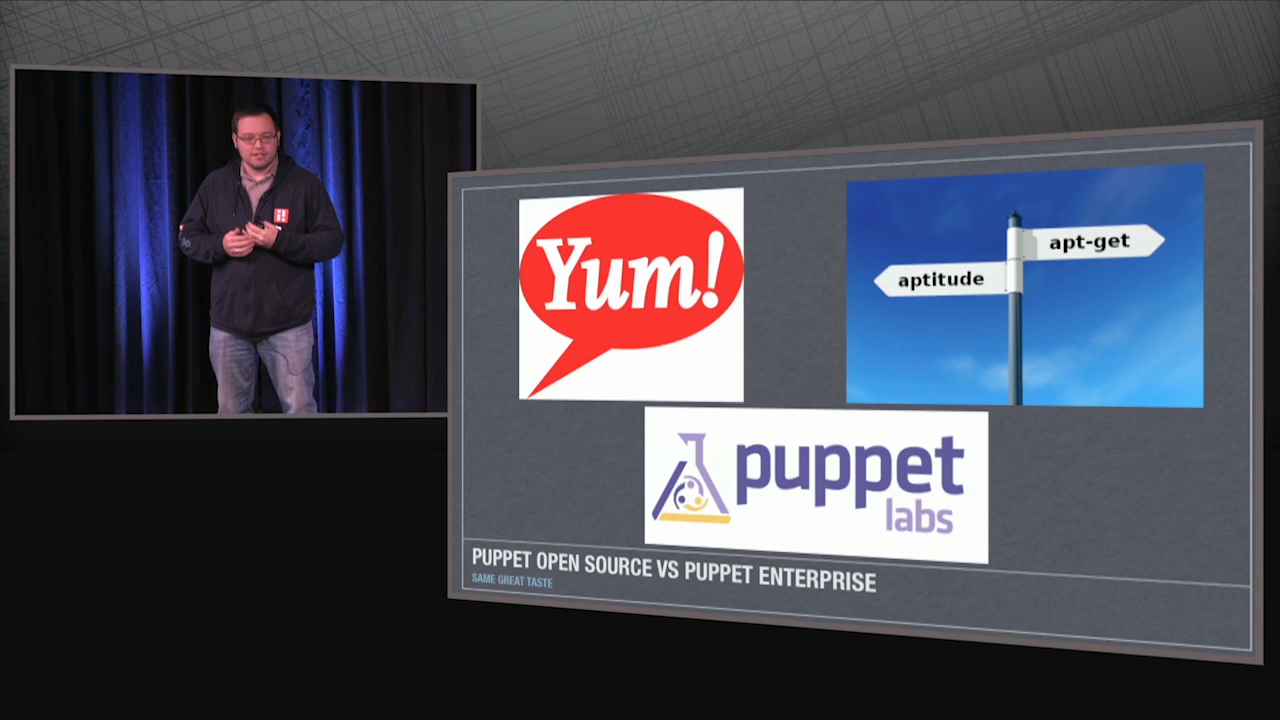 Yum!
apt-get
aptitude
puppet
labs
PUPPET OPEN SOURCE VS PUPPET ENTERPRISE
SAME GREAT TASTE